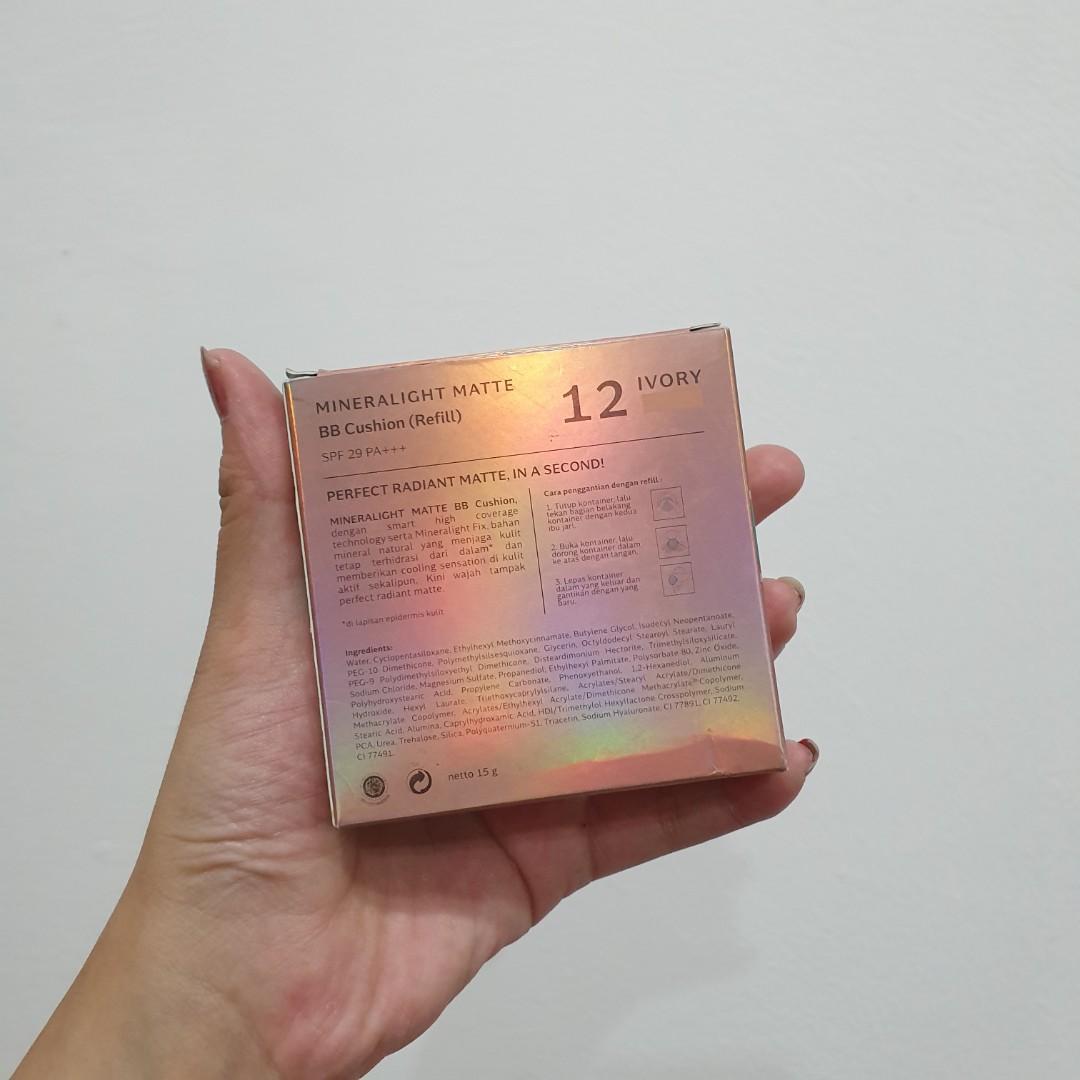 MINERALIGHT MATTE
BB Cushion (Refill)
SPF 29 PA+++
12 IVORY
PERFECT RADIANT MATTE, IN A SECOND!
MINERALIGHT MATTE BB Cushion,
dengan smart high coverage
technology serta Mineralight Fix, bahan
mineral natural yang menjaga kulit
tetap terhidrasi dari dalam* dan
memberikan cooling sensation di kulit
aktif sekalipun. Kini wajah tampak
perfect radiant matte.
*di lapisan epidermis kulit
Cara penggantian dengan refill :
1. Tutup kontainer, lalu
tekan bagian belakang
kontainer dengan kedua
ibu jari.
2. Buka kontainer, lalu
dorong kontainer dalam
ke atas dengan tangan.
3. Lepas kontainer
dalam yang keluar dan
gantikan dengan yang
baru.
Ingredients:
Water, Cyclopentasiloxane, Ethylhexyl Methoxycinnamate, Butylene Glycol, Isodecyl Neopentanoate,
PEG-10 Dimethicone, Polymethylsilsesquioxane, Glycerin, Octyldodecyl Stearoyl Stearate, Lauryl
PEG-9 Polydimethylsiloxyethyl Dimethicone, Disteardimonium Hectorite, Trimethylsiloxysilicate,
Sodium Chloride, Magnesium Sulfate, Propanediol, Ethylhexyl Palmitate, Polysorbate 80, Zinc Oxide,
Polyhydroxystearic Acid, Propylene Carbonate, Phenoxyethanol, 1,2-Hexanediol, Aluminum
Hydroxide, Hexyl Laurate, Triethoxycaprylylsilane, Acrylates/Stearyl Acrylate/Dimethicone
Methacrylate Copolymer, Acrylates/Ethylhexyl Acrylate/Dimethicone Methacrylate Copolymer,
Stearic Acid, Alumina, Caprylhydroxamic Acid, HDI/Trimethylol Hexyllactone Crosspolymer, Sodium
PCA, Urea, Trehalose, Silica, Polyquaternium-51, Triacetin, Sodium Hyaluronate, CI 77891, CI 77492,
CI 77491.
netto 15 g